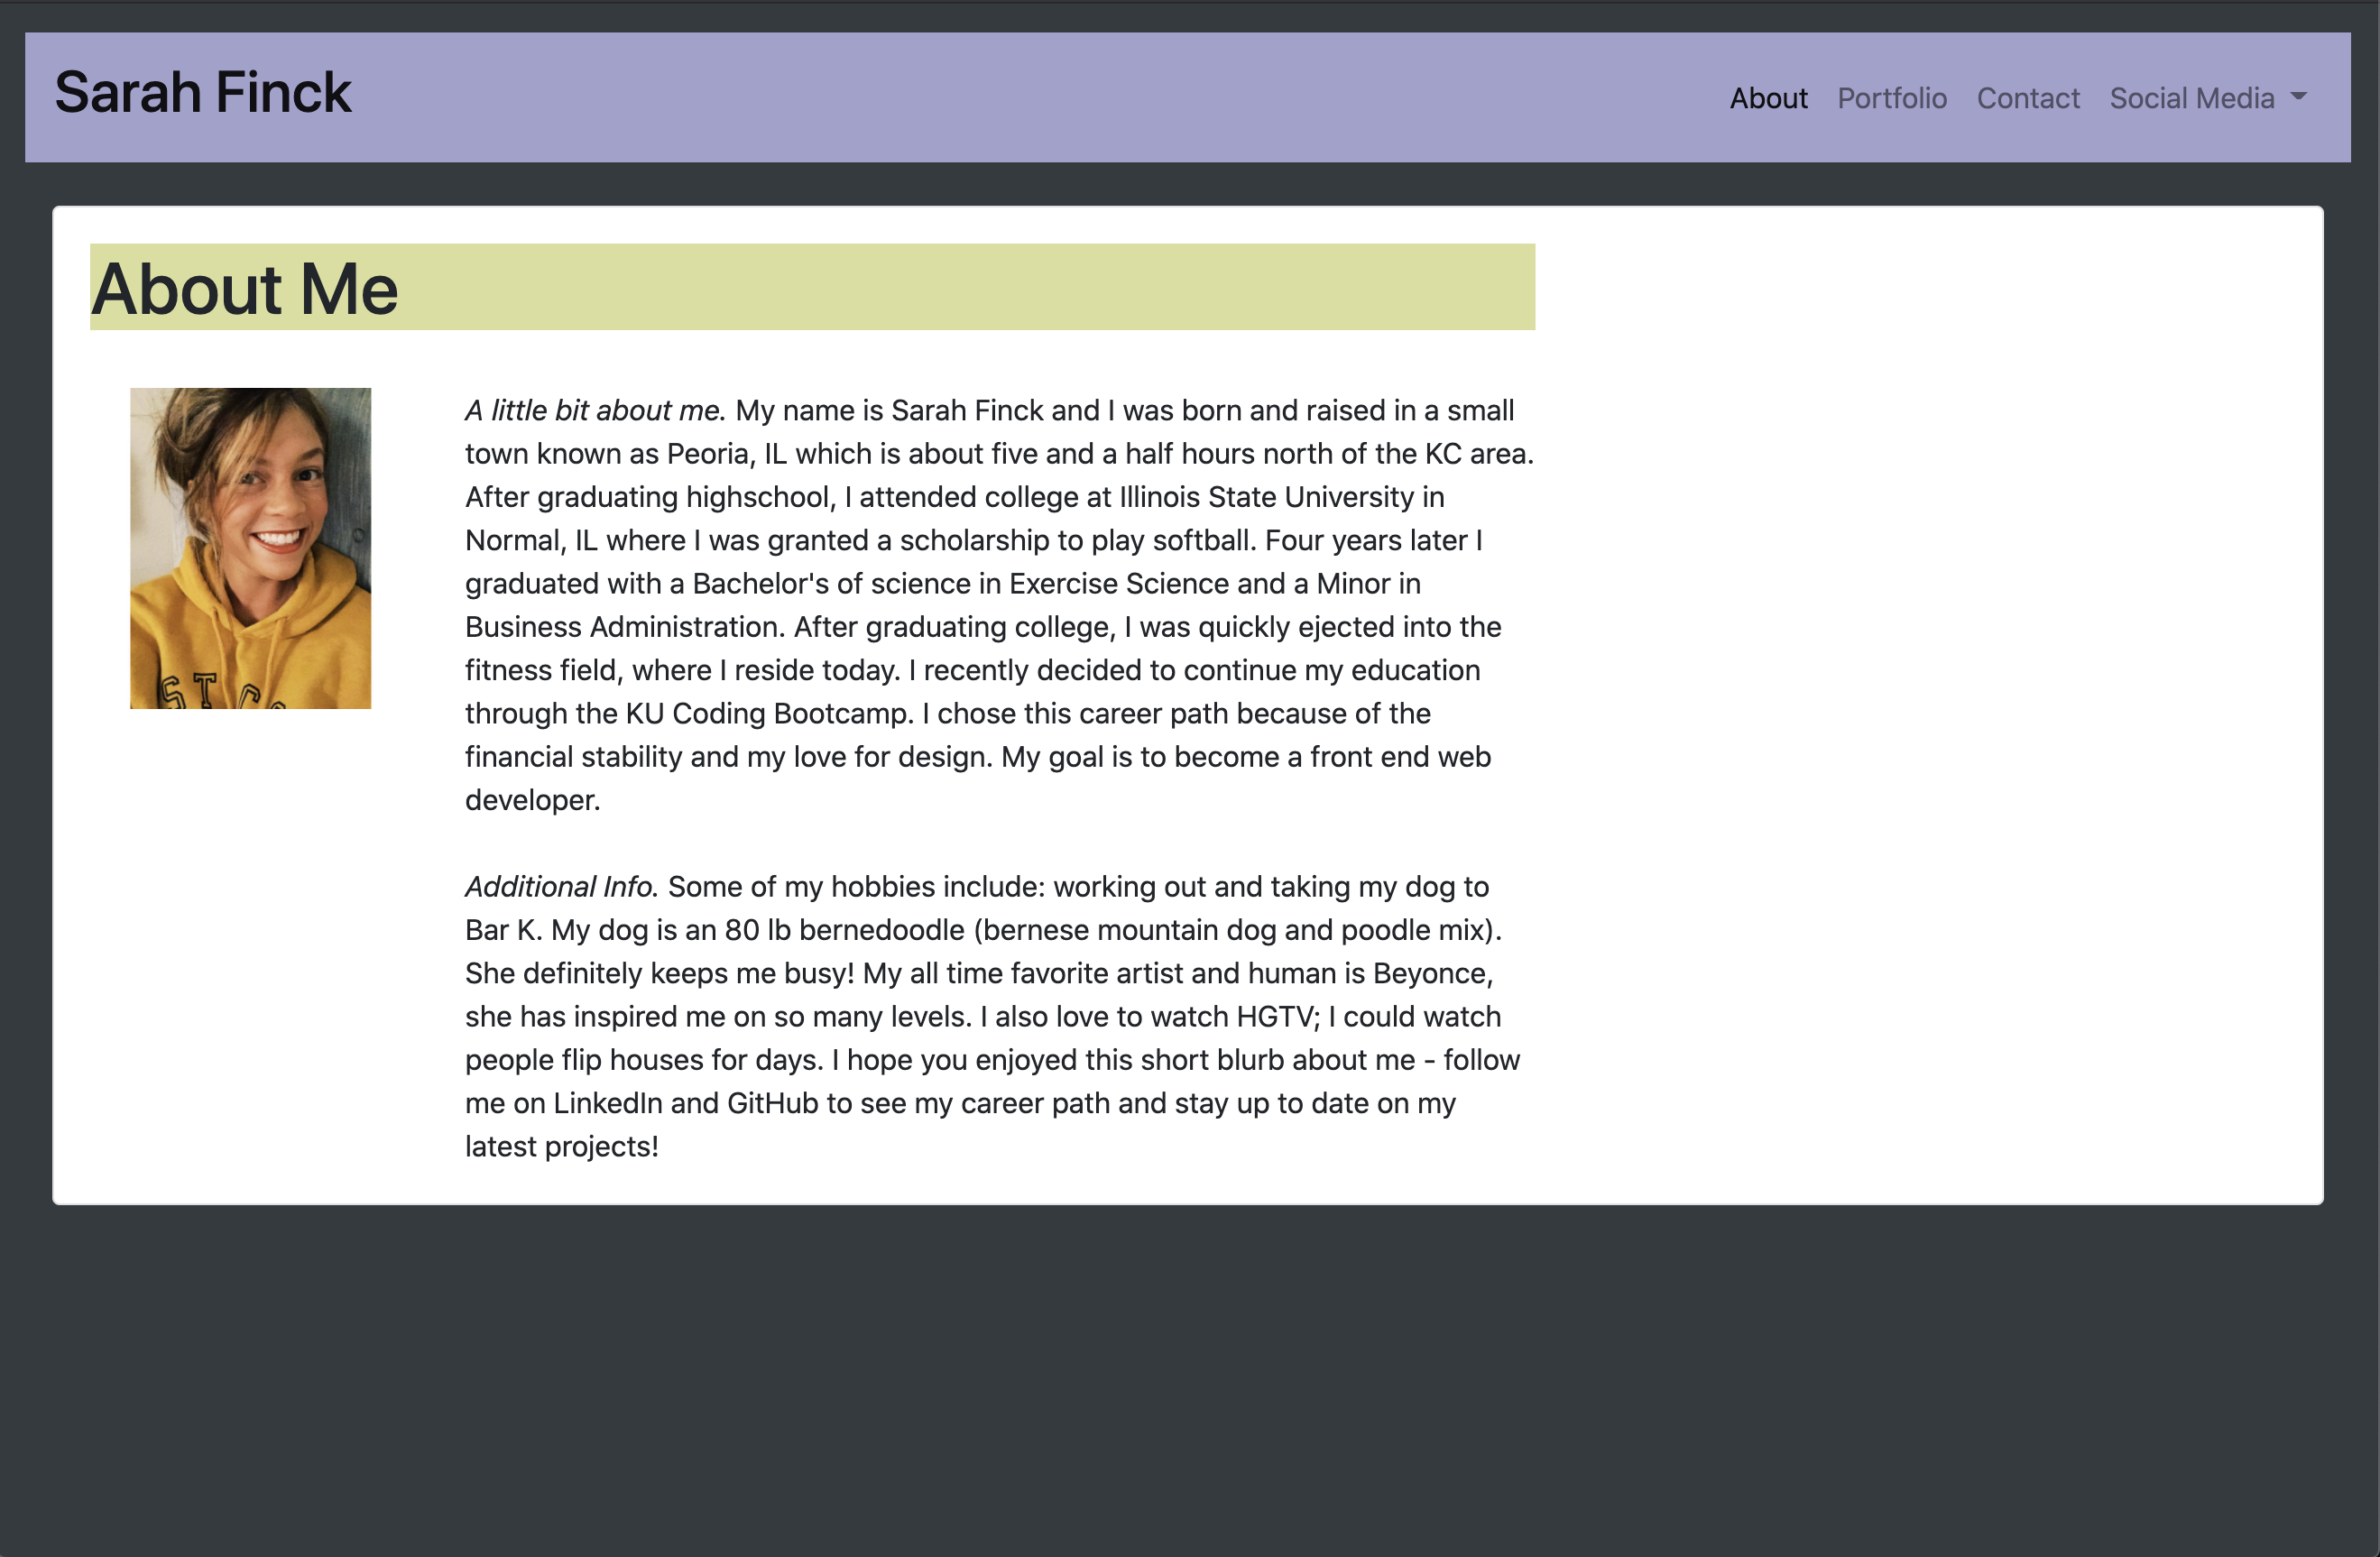 Sarah Finck
About Portfolio Contact Social Media
About Me
A little bit about me. My name is Sarah Finck and I was born and raised in a small
town known as Peoria, IL which is about five and a half hours north of the KC area.
After graduating highschool, I attended college at Illinois State University in
Normal, IL where I was granted a scholarship to play softball. Four years later I
graduated with a Bachelor's of science in Exercise Science and a Minor in
Business Administration. After graduating college, I was quickly ejected into the
fitness field, where I reside today. I recently decided to continue my education
through the KU Coding Bootcamp. I chose this career path because of the
financial stability and my love for design. My goal is to become a front end web
developer.
Additional Info. Some of my hobbies include: working out and taking my dog to
Bar K. My dog is an 80 lb bernedoodle (bernese mountain dog and poodle mix).
She definitely keeps me busy! My all time favorite artist and human is Beyonce,
she has inspired me on so many levels. I also love to watch HGTV; I could watch
people flip houses for days. I hope you enjoyed this short blurb about me - follow
me on LinkedIn and GitHub to see my career path and stay up to date on my
latest projects!